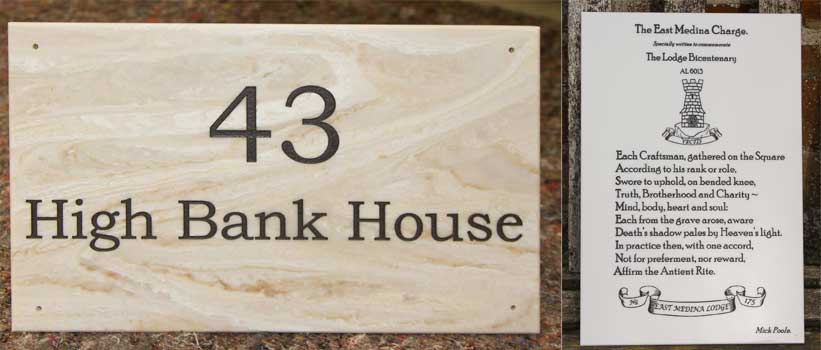 43
High Bank House
The East Medina Charge.
Specially written to commemorate
The Lodge Bicentenary
AL 6013
VECTIS
Each Craftsman, gathered on the Square
According to his rank or role,
Swore to uphold, on bended knee,
Truth, Brotherhood and Charity ~
Mind, body, heart and soul:
Each from the grave arose, aware
Death's shadow pales by Heaven's light.
In practice then, with one accord,
Not for preferment, nor reward,
Affirm the Antient Rite.
No EAST MEDINA LODGE 175
Mick Poole.